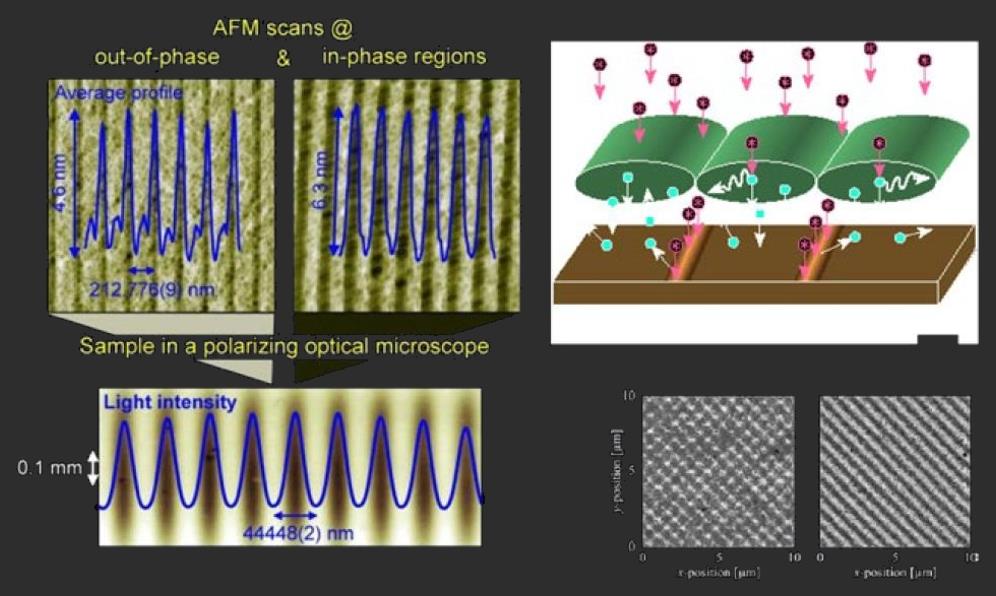 AFM scans @
out-of-phase & in-phase regions
Average profile
4.6 nm
6.3 nm
212.776(9) nm
Sample in a polarizing optical microscope
Light intensity
0.1 mm
44448(2) nm
10
5
0
y-position [μm]
0 5 10
x-position [μm]
0 5 10
x-position [μm]